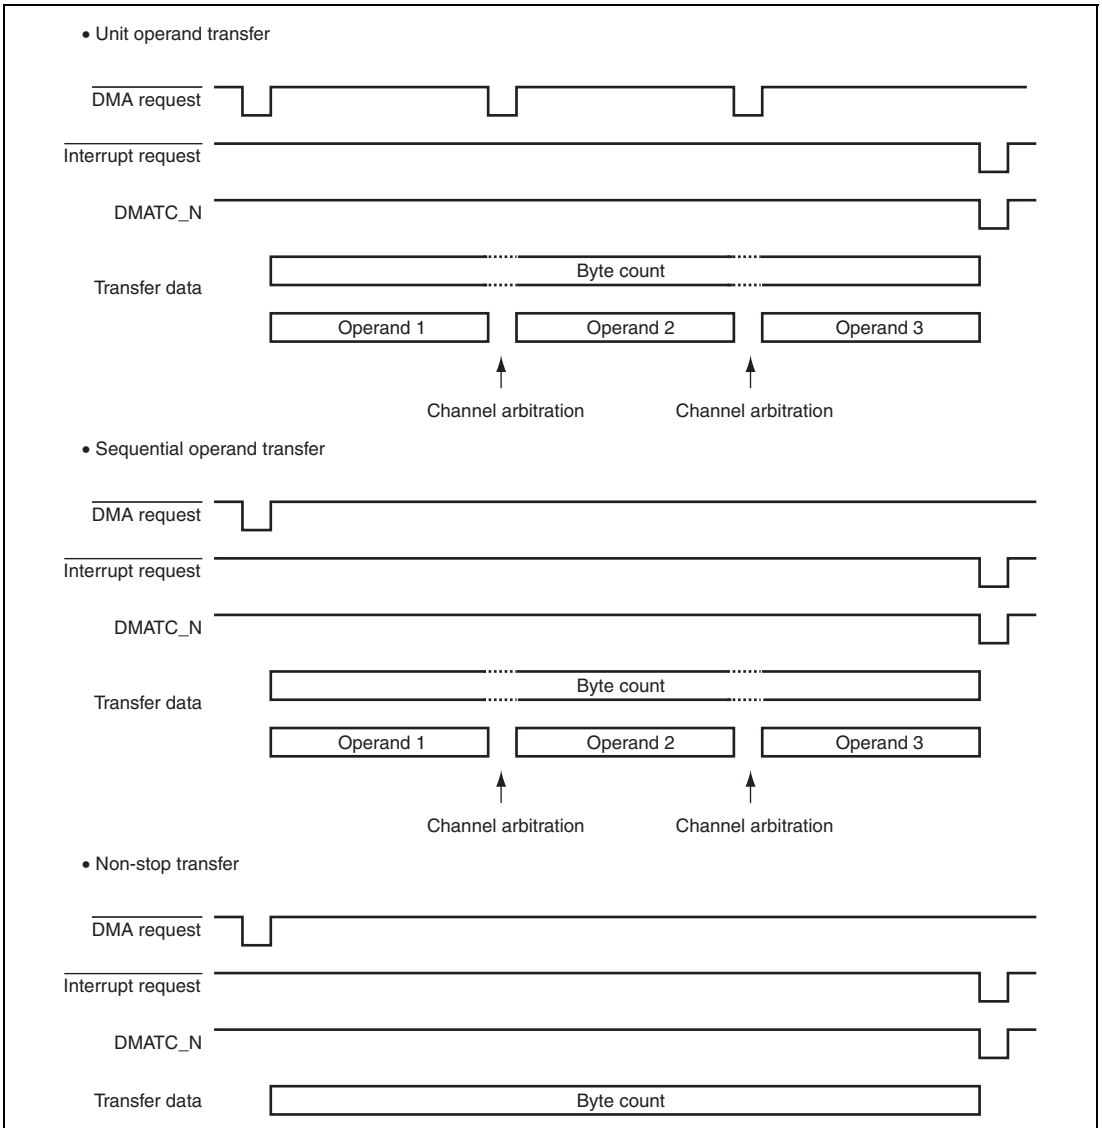 • Unit operand transfer
DMA request
Interrupt request
DMATC_N
Byte count
Transfer data
Operand 1 Operand 2 Operand 3
Channel arbitration Channel arbitration
• Sequential operand transfer
DMA request
Interrupt request
DMATC_N
Byte count
Transfer data
Operand 1 Operand 2 Operand 3
Channel arbitration Channel arbitration
• Non-stop transfer
DMA request
Interrupt request
DMATC_N
Transfer data Byte count